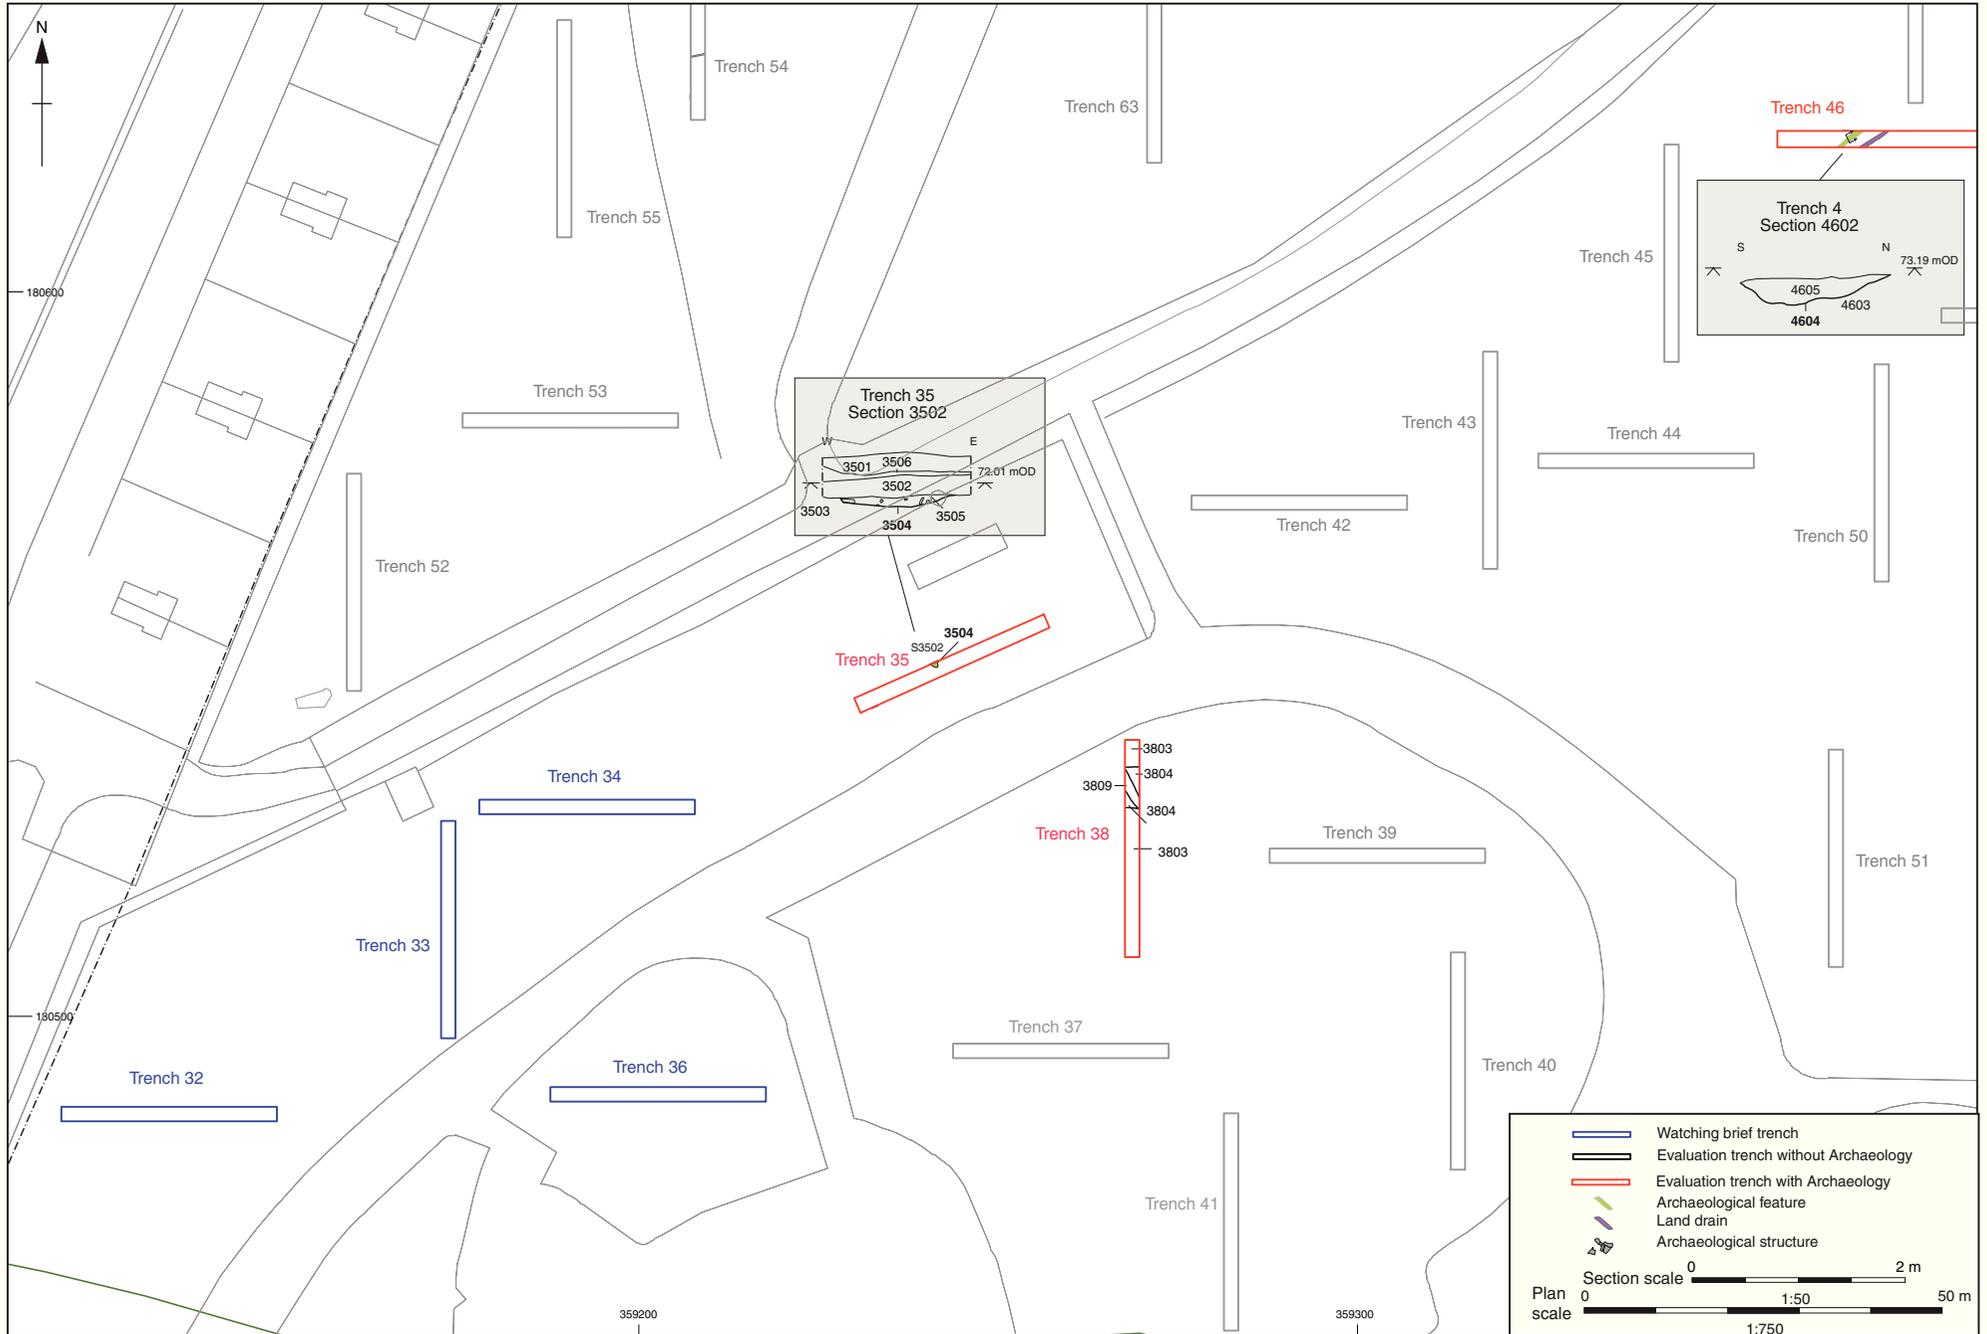 N
Trench 54
Trench 63
Trench 46
Trench 55
Trench 45
Trench 4
Section 4602
S
N
73.19 mOD
4605
4603
4604
180600
Trench 53
Trench 35
Section 3502
W
E
3501
3506
72.01 mOD
3502
3503
3505
3504
Trench 43
Trench 44
Trench 42
Trench 50
Trench 52
3504
S3502
Trench 35
Trench 34
3803
3804
3809
3804
Trench 38
3803
Trench 39
Trench 51
Trench 33
180500
Trench 37
Trench 32
Trench 36
Trench 40
Trench 41
359200
359300
Watching brief trench
Evaluation trench without Archaeology
Evaluation trench with Archaeology
Archaeological feature
Land drain
Archaeological structure
0
2 m
Section scale
1:50
Plan
scale
0
50 m
1:750